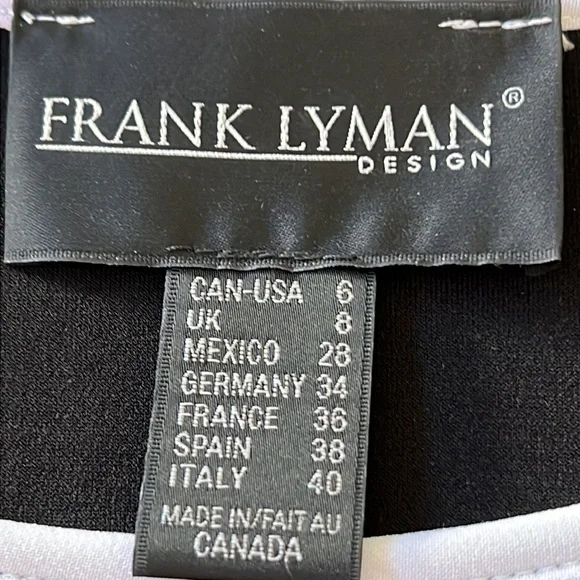 FRANK LYMAN®
DESIGN
CAN-USA 6
UK 8
MEXICO 28
GERMANY 34
FRANCE 36
SPAIN 38
ITALY 40
MADE IN/FAIT AU
CANADA